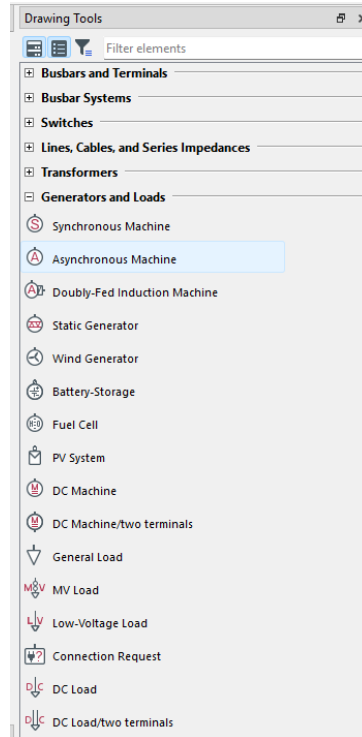 Drawing Tools
Filter elements
Busbars and Terminals
Busbar Systems
Switches
Lines, Cables, and Series Impedances
Transformers
Generators and Loads
S Synchronous Machine
A Asynchronous Machine
A Doubly-Fed Induction Machine
Static Generator
Wind Generator
Battery-Storage
Fuel Cell
PV System
M DC Machine
M DC Machine/two terminals
General Load
M V MV Load
L V Low-Voltage Load
? Connection Request
D C DC Load
D C DC Load/two terminals